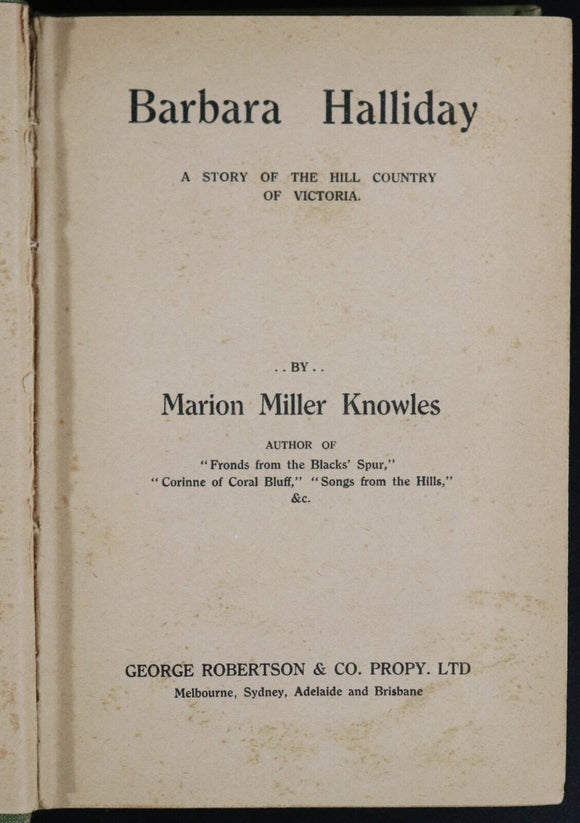 Barbara Halliday
A STORY OF THE HILL COUNTRY
OF VICTORIA.
. . BY . .
Marion Miller Knowles
AUTHOR OF
"Fronds from the Blacks' Spur,"
"Corinne of Coral Bluff," "Songs from the Hills,"
&c.
GEORGE ROBERTSON & CO. PROPY. LTD
Melbourne, Sydney, Adelaide and Brisbane